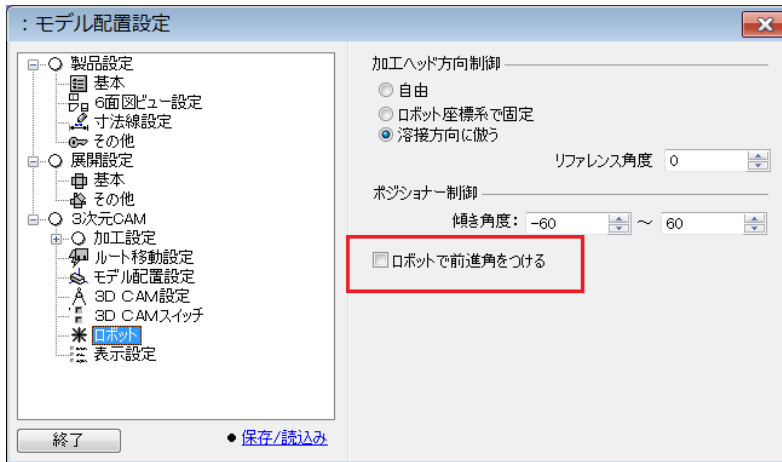 ：モデル配置設定
製品設定
基本
6面図ビュー設定
寸法線設定
その他
展開設定
基本
その他
3次元CAM
加工設定
ルート移動設定
モデル配置設定
3D CAM設定
3D CAMスイッチ
ロボット
表示設定
終了
●保存/読込み
加工ヘッド方向制御
自由
ロボット座標系で固定
溶接方向に倣う
リファレンス角度 0
ポジショナー制御
傾き角度： -60 ～ 60
ロボットで前進角をつける